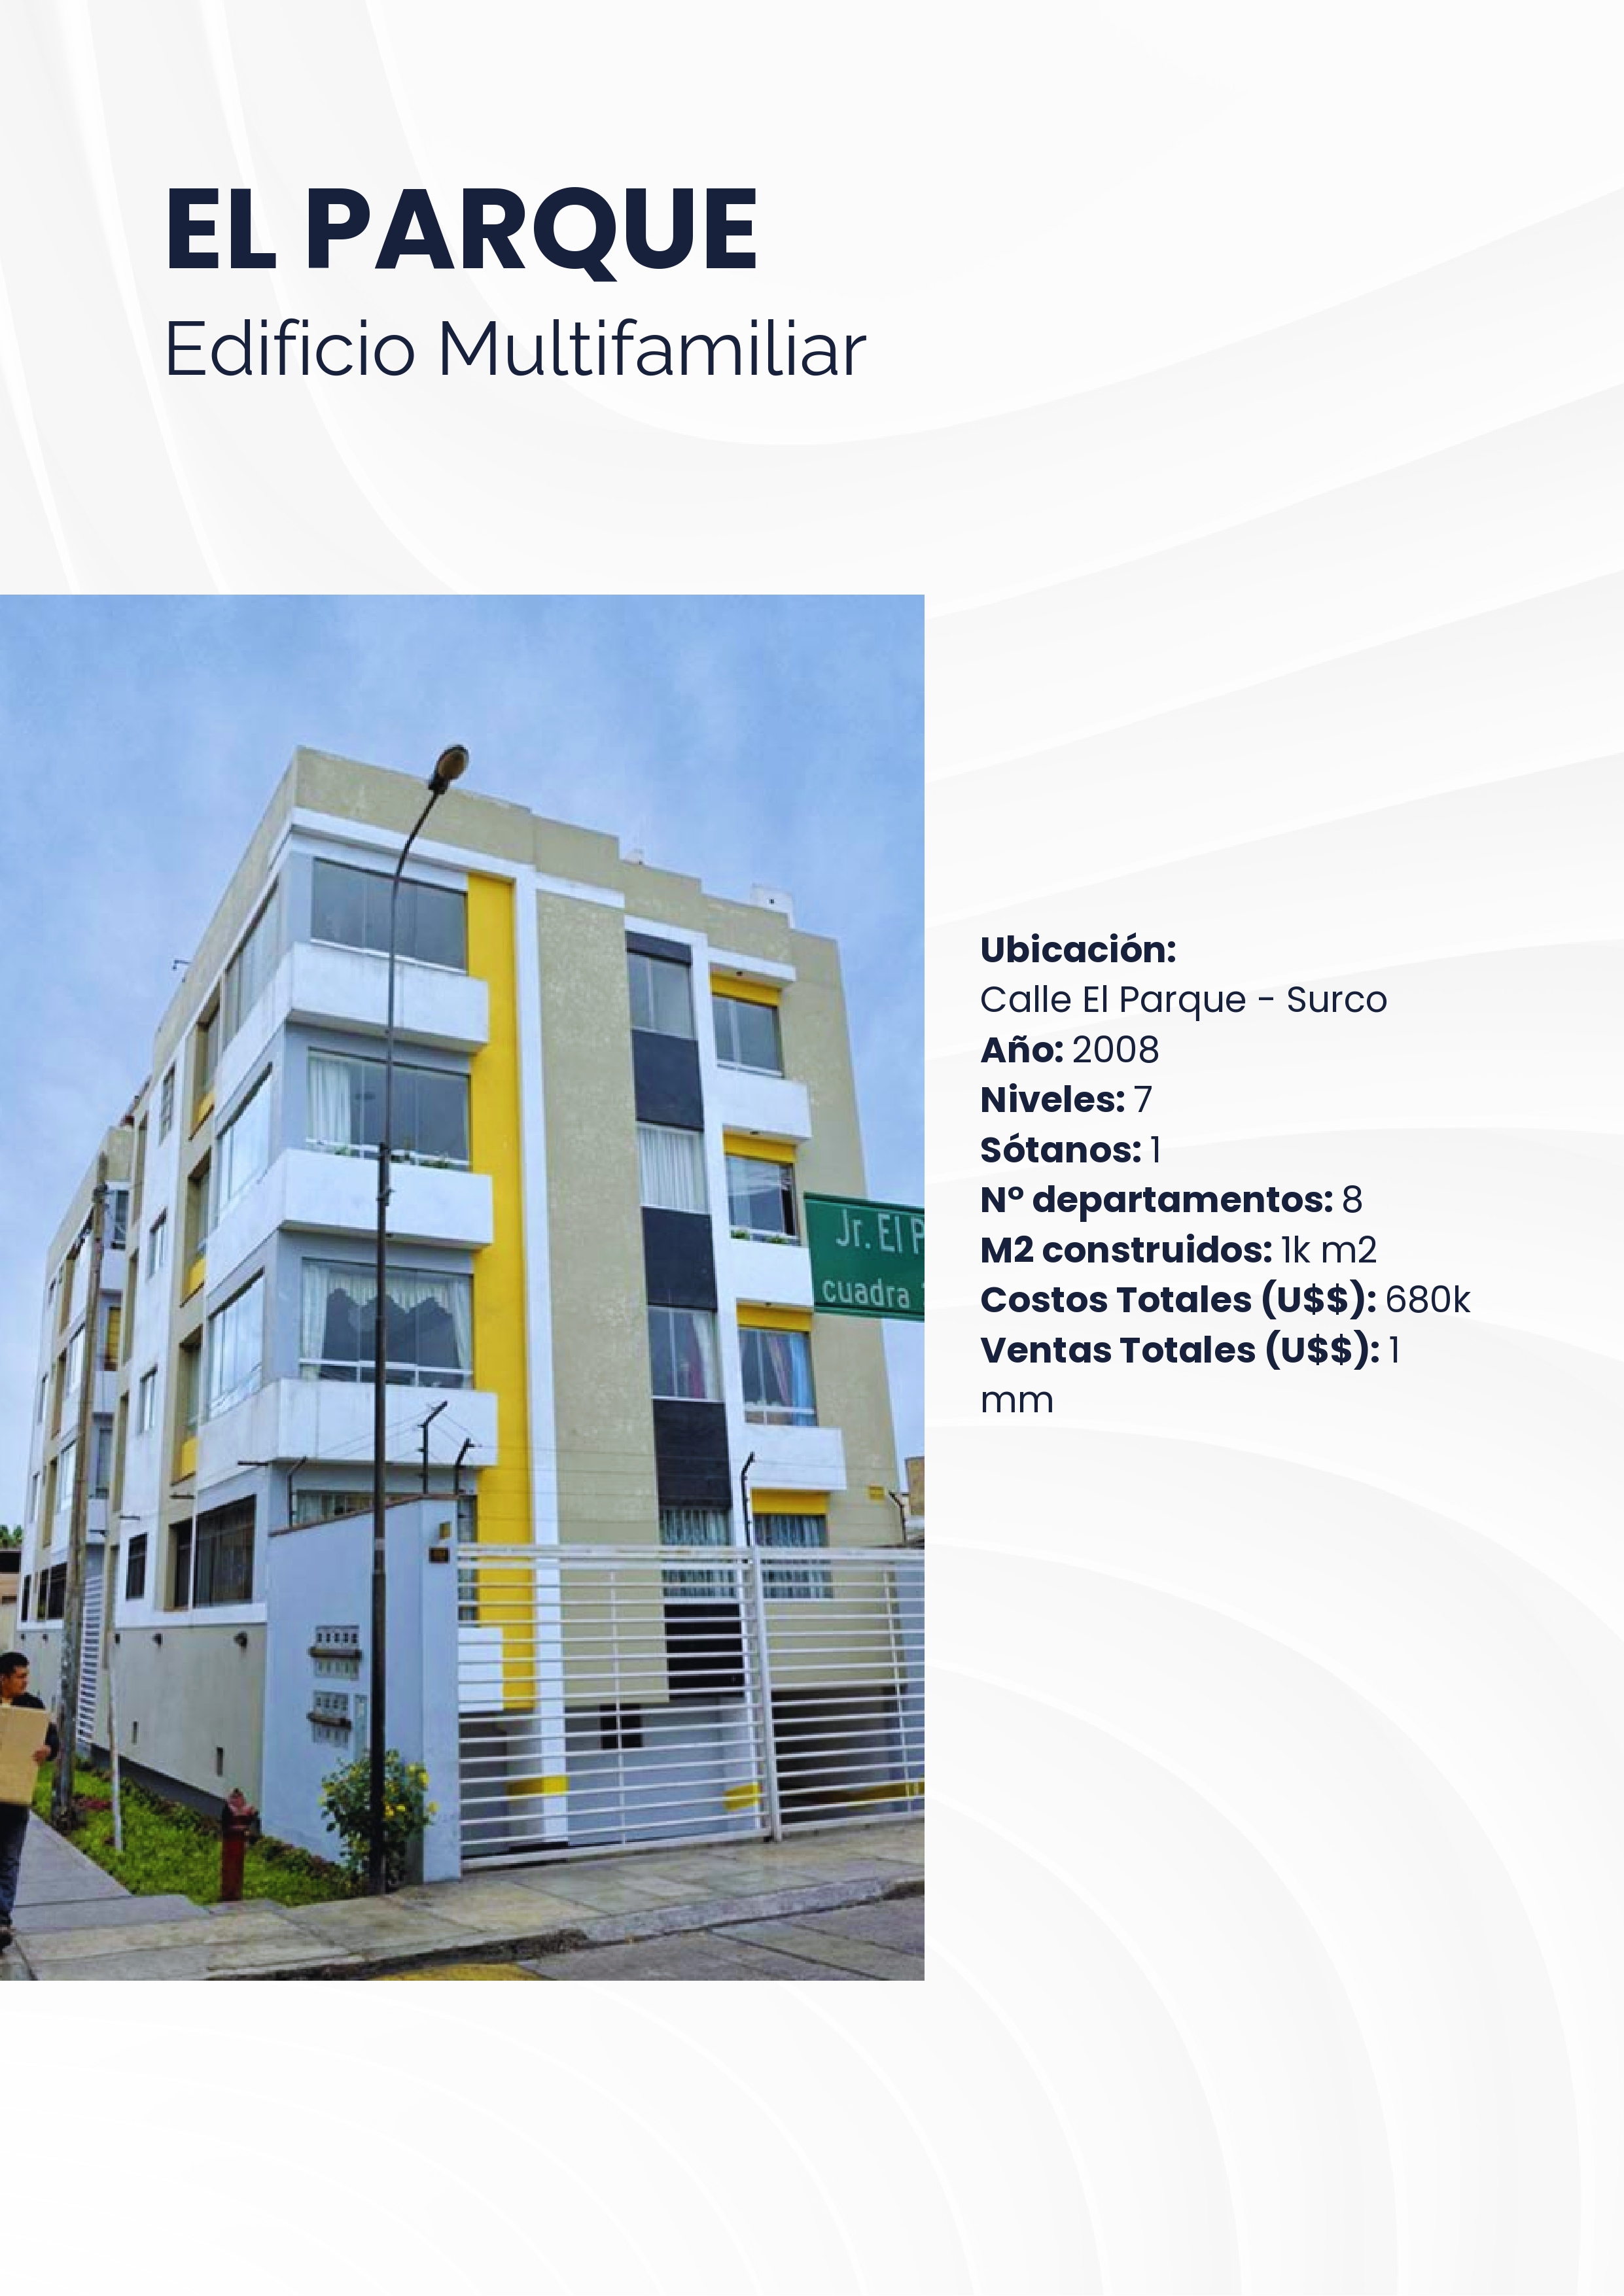 EL PARQUE
Edificio Multifamiliar
Jr. El P
cuadra
Ubicación:
Calle El Parque - Surco
Año: 2008
Niveles: 7
Sótanos: 1
Nº departamentos: 8
M2 construidos: 1k m2
Costos Totales (U$$): 680k
Ventas Totales (U$$): 1
mm